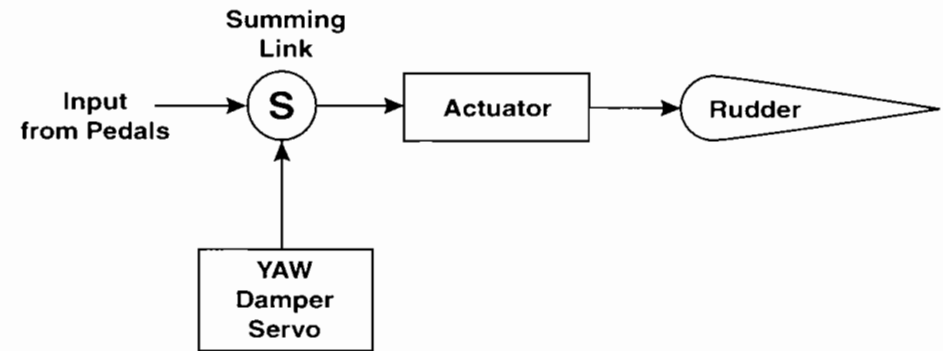 Summing
Link
Input
from Pedals
S
Actuator
Rudder
YAW
Damper
Servo